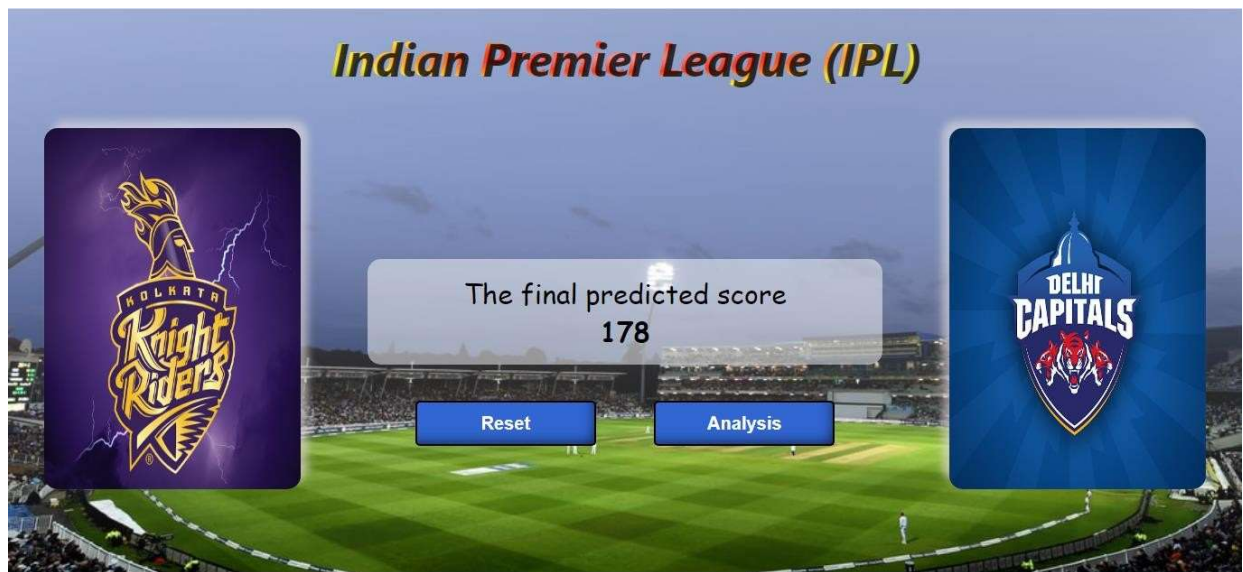 Indian Premier League (IPL)
KOLKATA
Knight
Riders
®
DELHI
CAPITALS
The final predicted score
178
Reset
Analysis